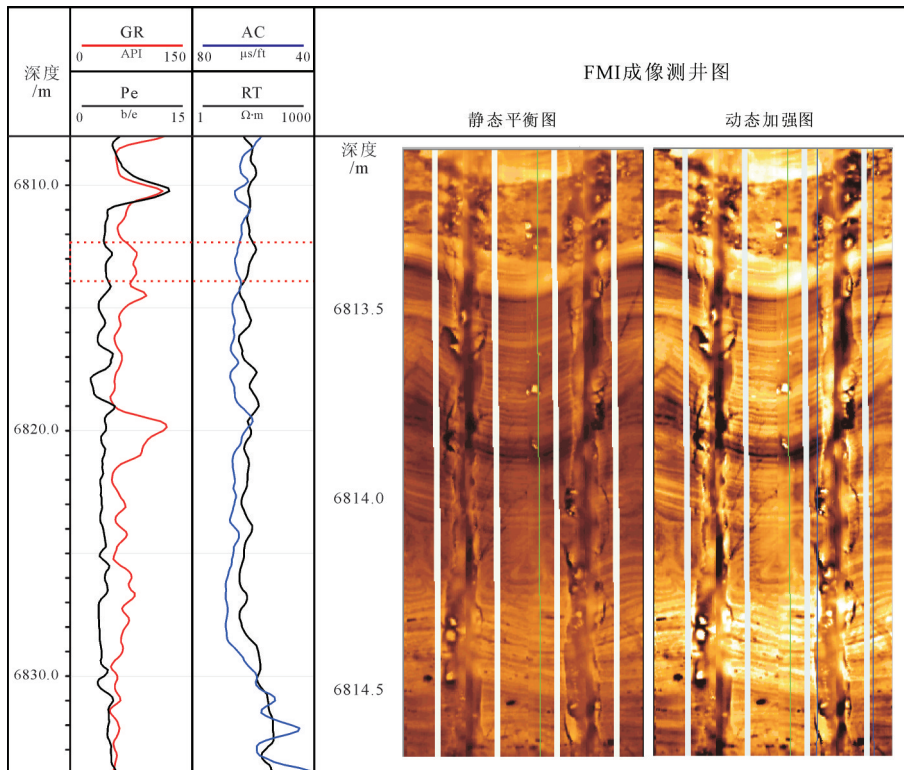 深度
/m
GR
0 API 150
Pe
0 b/e 15
AC
80 μs/ft 40
RT
1 Ω·m 1000
FMI成像测井图
静态平衡图
动态加强图
深度
/m
6810.0
6820.0
6830.0
6813.5
6814.0
6814.5